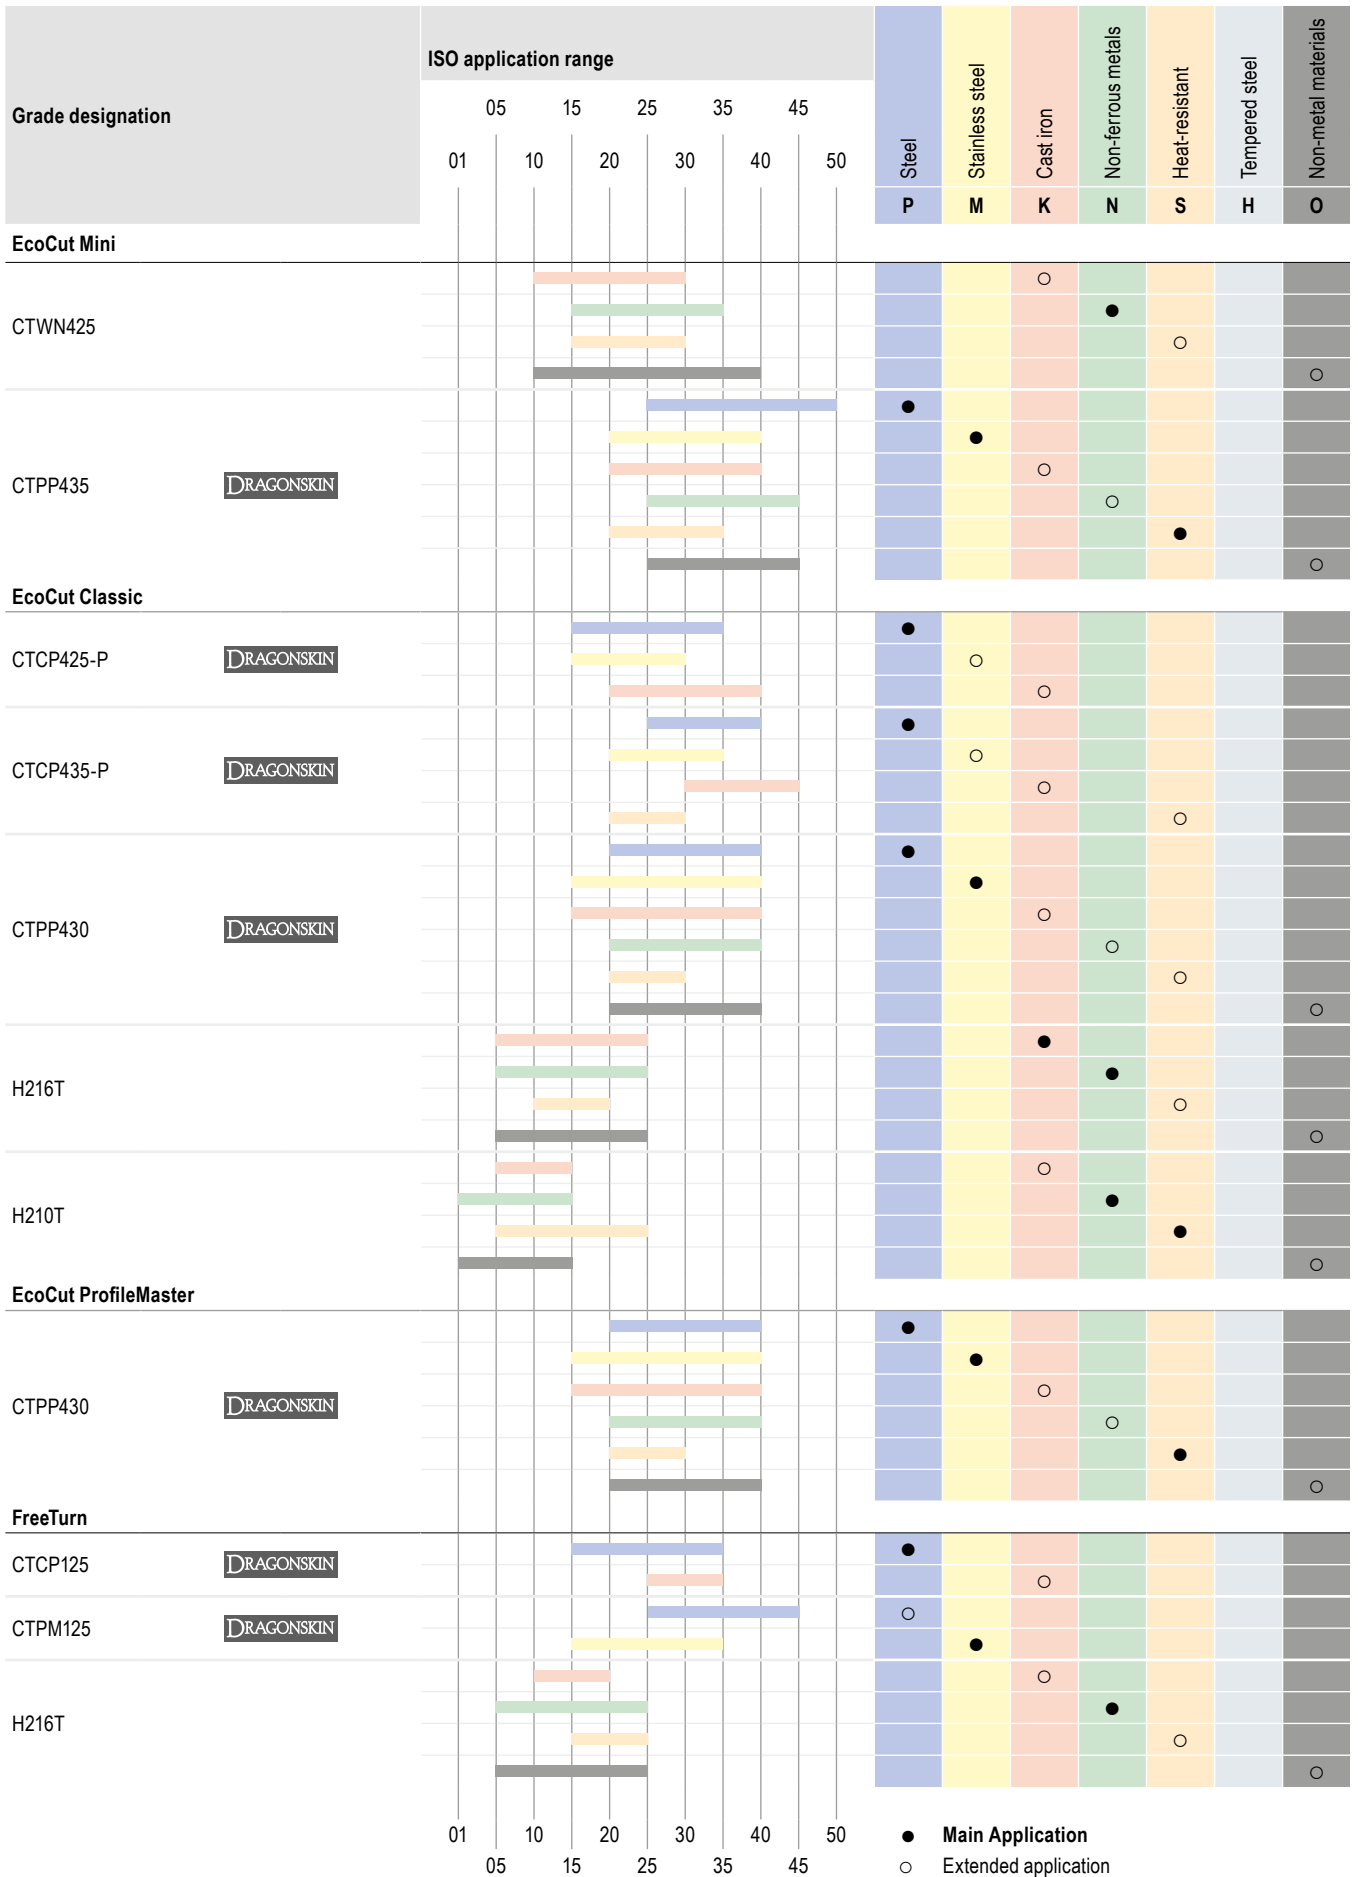 Grade designation
ISO application range
05 15 25 35 45
01 10 20 30 40 50
Steel
Stainless steel
Cast iron
Non-ferrous metals
Heat-resistant
Tempered steel
Non-metal materials
P M K N S H O
EcoCut Mini
CTWN425
CTPP435 DRAGONSKIN
EcoCut Classic
CTCP425-P DRAGONSKIN
CTCP435-P DRAGONSKIN
CTPP430 DRAGONSKIN
H216T
H210T
EcoCut ProfileMaster
CTPP430 DRAGONSKIN
FreeTurn
CTCP125 DRAGONSKIN
CTPM125 DRAGONSKIN
H216T
01 10 20 30 40 50
05 15 25 35 45
● Main Application
○ Extended application